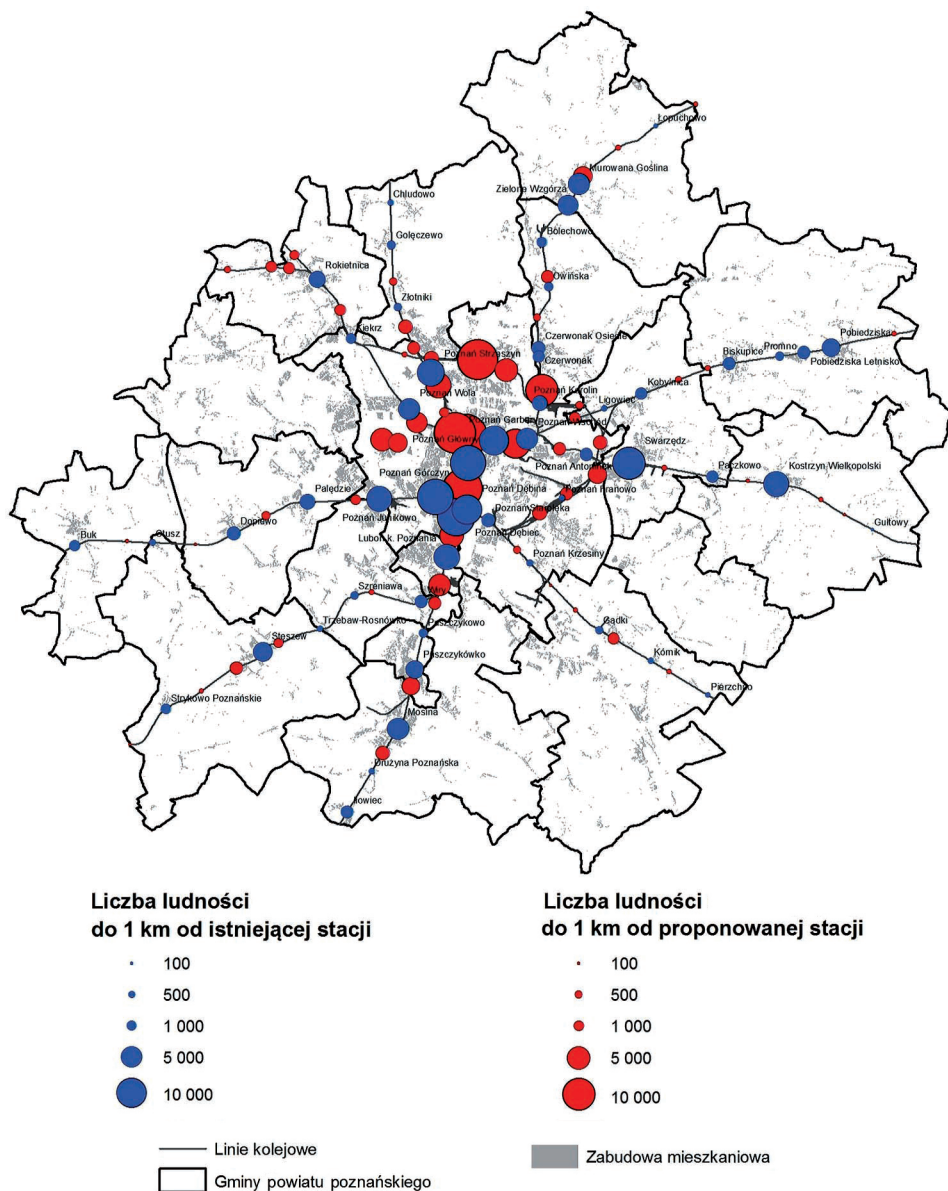 Łopuchowo
Murowana Goślina
Zielone Wzgórza
Chludowo
Bolechowo
Gołęczewo
Rokietnica
Owińska
Złotniki
Pobiedziska
Kiekrz
Czerwonak Osiedle
Promno
Poznań Strzeszyn
Czerwonak
Biskupice
Pobiedziska Letnisko
Kobylnica
Poznań Karolin
Poznań Wola
Ligowiec
Poznań Garbary
Poznań Wschód
Poznań Główny
Swarzędz
Poznań Górczyn
Poznań Antoninek
Paczkowo
Kostrzyn Wielkopolski
Palędzie
Poznań Dębina
Poznań Franowo
Poznań Junikowo
Poznań Starołęka
Dopiewo
Gułtowy
Buk
Otusz
Luboń k. Poznania
Poznań Dębiec
Poznań Krzesiny
Szreniawa
Wiry
Trzebaw-Rosnówko
Puszczykowo
Gądki
Stęszew
Puszczykówko
Kórnik
Strykowo Poznańskie
Pierzchno
Mosina
Drużyna Poznańska
Iłowiec
Liczba ludności
do 1 km od istniejącej stacji
100
500
1 000
5 000
10 000
Liczba ludności
do 1 km od proponowanej stacji
100
500
1 000
5 000
10 000
Linie kolejowe
Gminy powiatu poznańskiego
Zabudowa mieszkaniowa